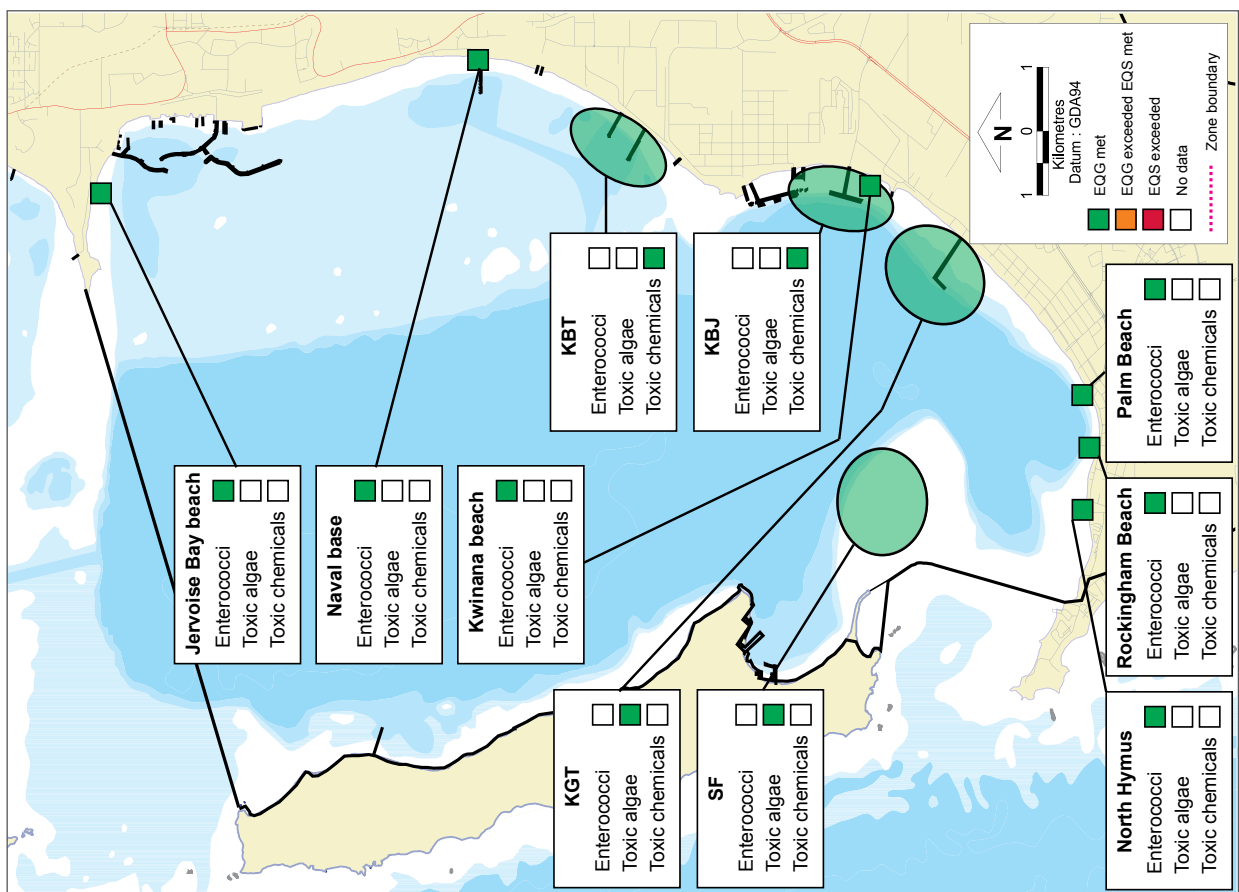 Jervoise Bay beach
Enterococci
Toxic algae
Toxic chemicals
Naval base
Enterococci
Toxic algae
Toxic chemicals
Kwinana beach
Enterococci
Toxic algae
Toxic chemicals
KBT
Enterococci
Toxic algae
Toxic chemicals
KBJ
Enterococci
Toxic algae
Toxic chemicals
KGT
Enterococci
Toxic algae
Toxic chemicals
SF
Enterococci
Toxic algae
Toxic chemicals
North Hymus
Enterococci
Toxic algae
Toxic chemicals
Rockingham Beach
Enterococci
Toxic algae
Toxic chemicals
Palm Beach
Enterococci
Toxic algae
Toxic chemicals
N
1 0 1
Kilometres
Datum : GDA94
EQG met
EQG exceeded EQS met
EQS exceeded
No data
Zone boundary